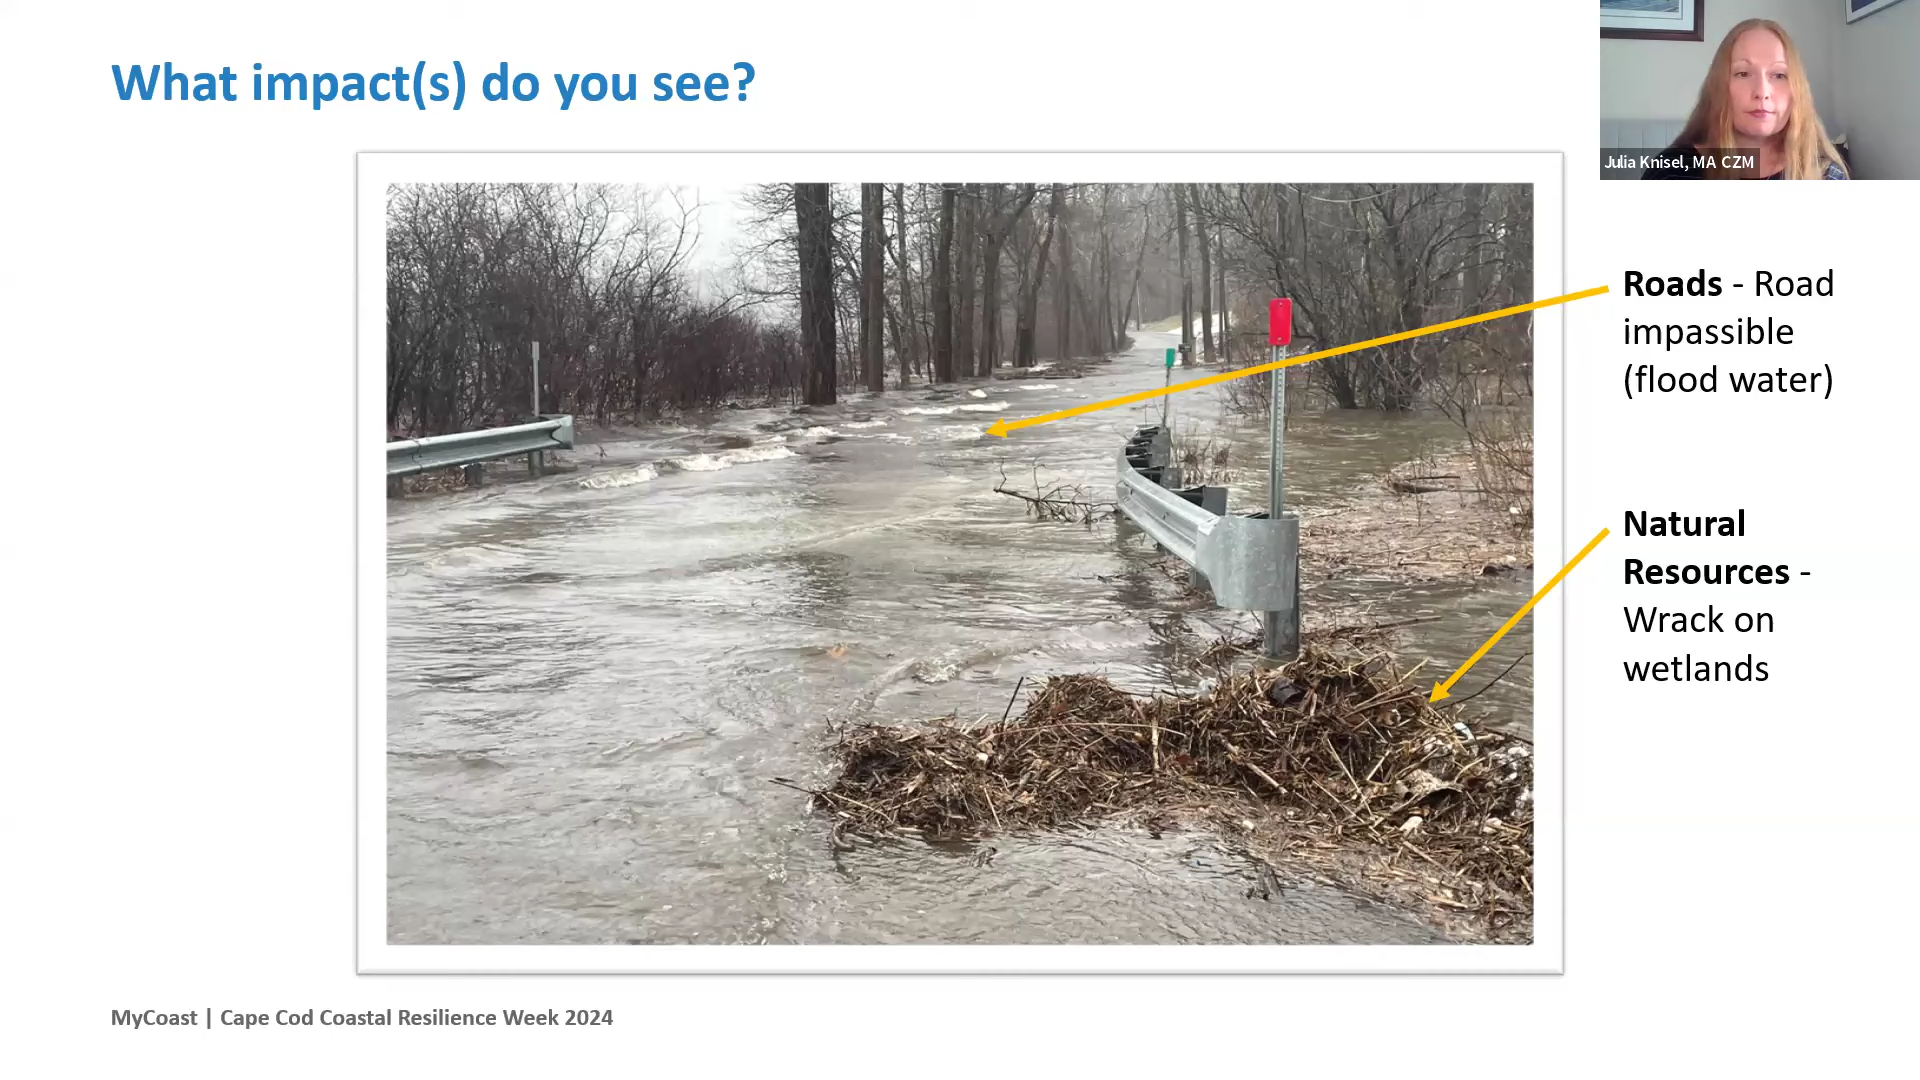 What impact(s) do you see?
Julia Knisel, MA CZM
Roads - Road
impassible
(flood water)
Natural
Resources -
Wrack on
wetlands
MyCoast | Cape Cod Coastal Resilience Week 2024